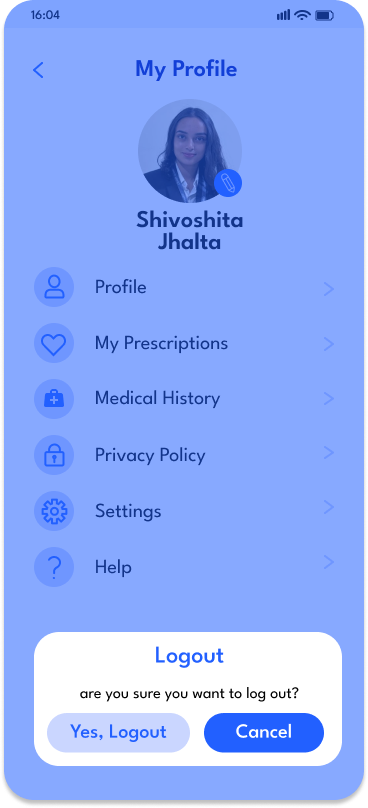 16:04
My Profile
Shivoshita
Jhalta
Profile
My Prescriptions
Medical History
Privacy Policy
Settings
Help
Logout
are you sure you want to log out?
Yes, Logout
Cancel